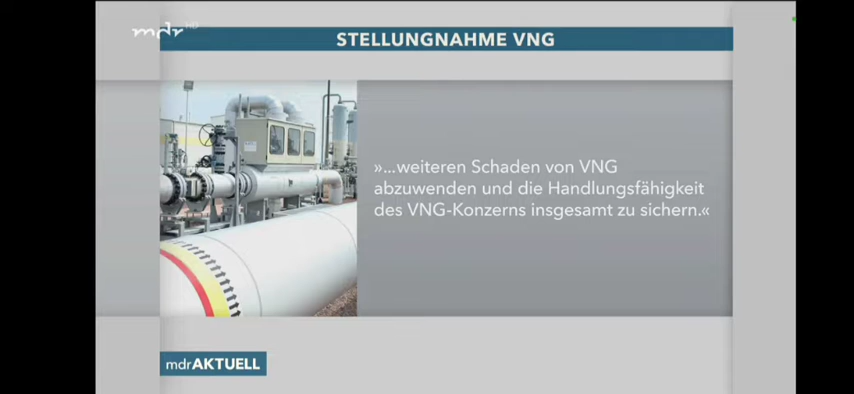 mdr HD
STELLUNGNAHME VNG
»...weiteren Schaden von VNG
abzuwenden und die Handlungsfähigkeit
des VNG-Konzerns insgesamt zu sichern.«
mdrAKTUELL